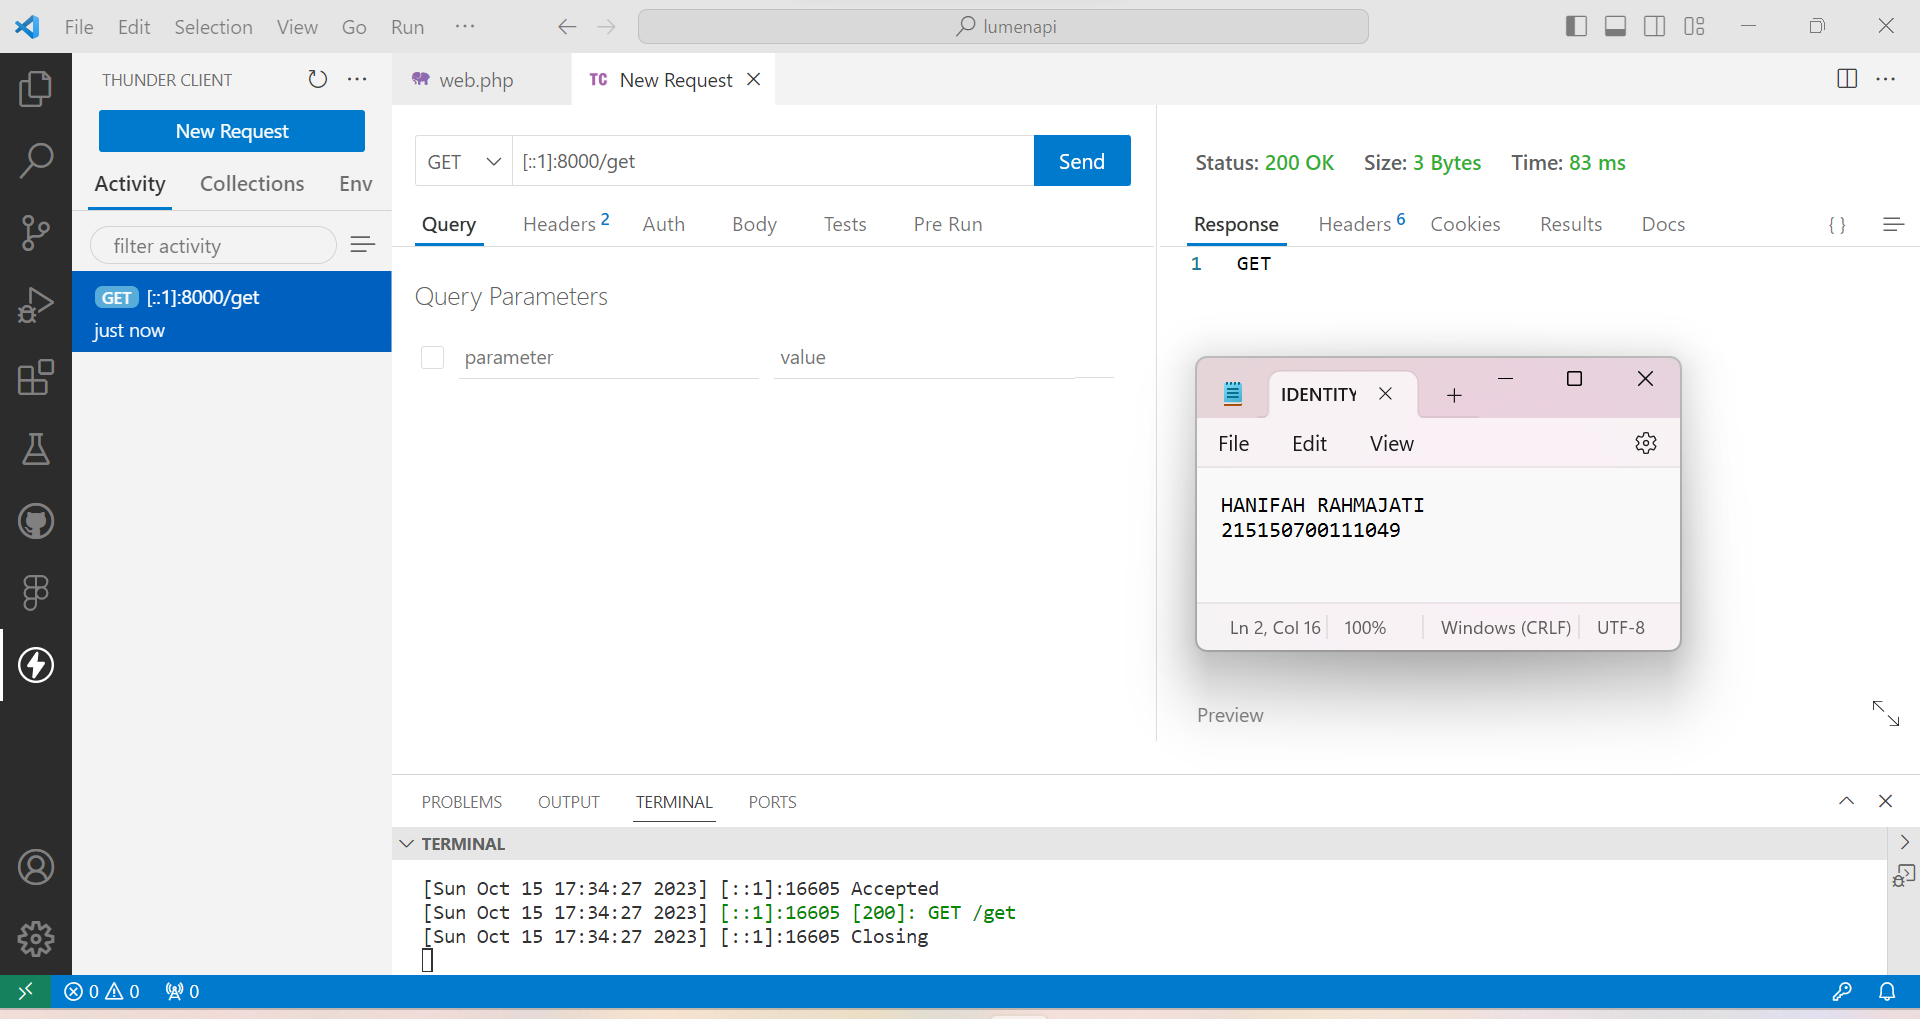 File Edit Selection View Go Run ··· lumenapi
THUNDER CLIENT
New Request
Activity Collections Env
filter activity
GET [::1]:8000/get
just now
web.php
TC New Request
GET [::1]:8000/get Send
Query Headers 2 Auth Body Tests Pre Run
Query Parameters
parameter value
Status: 200 OK Size: 3 Bytes Time: 83 ms
Response Headers 6 Cookies Results Docs { }
1 GET
IDENTITY
File Edit View
HANIFAH RAHMAJATI
215150700111049
Ln 2, Col 16 100% Windows (CRLF) UTF-8
Preview
PROBLEMS OUTPUT TERMINAL PORTS
TERMINAL
[Sun Oct 15 17:34:27 2023] [::1]:16605 Accepted
[Sun Oct 15 17:34:27 2023] [::1]:16605 [200]: GET /get
[Sun Oct 15 17:34:27 2023] [::1]:16605 Closing
0 0 0